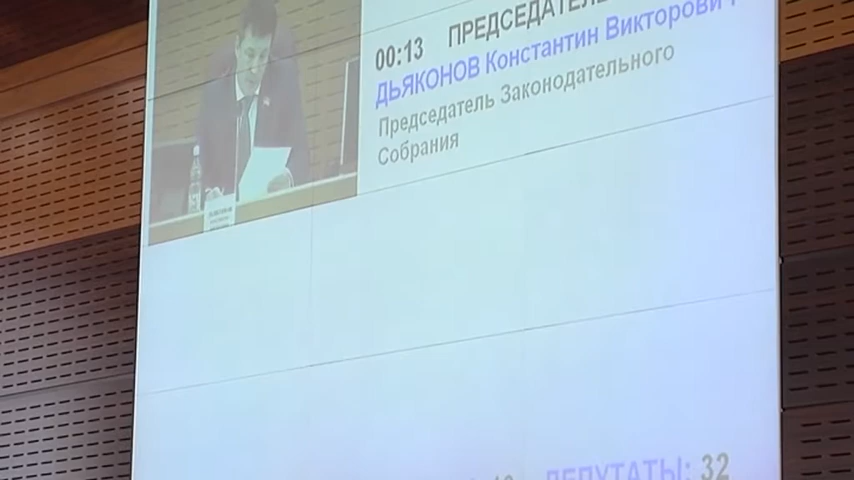 00:13 ПРЕДСЕДАТЕЛЬ
ДЬЯКОНОВ Константин Викторович
Председатель Законодательного
Собрания
ДЕПУТАТЫ: 32